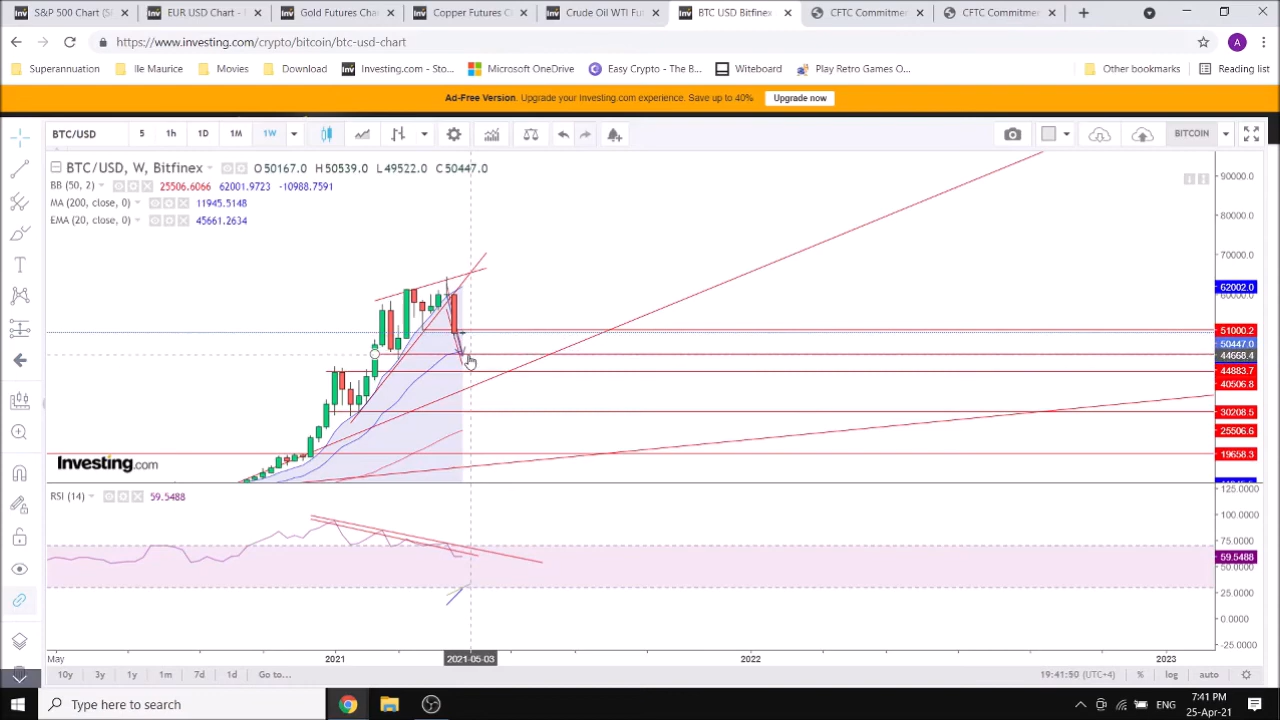 S&P 500 Chart (S
EUR USD Chart –
Gold Futures Cha
Copper Futures C
Crude Oil WTI Fu
BTC USD Bitfinex
CFTC Commitmen
CFTC Commitmen
https://www.investing.com/crypto/bitcoin/btc-usd-chart
A
Superannuation
Ile Maurice
Movies
Download
Investing.com - Sto...
Microsoft OneDrive
Easy Crypto - The B...
Witeboard
Play Retro Games O...
Other bookmarks
Reading list
Ad-Free Version. Upgrade your Investing.com experience. Save up to 40%
Upgrade now
BTC/USD 5 1h 1D 1M 1W BITCOIN
BTC/USD, W, Bitfinex O50167.0 H50539.0 L49522.0 C50447.0
BB (50, 2) 25506.6066 62001.9723 -10988.7591
MA (200, close, 0) 11945.5148
EMA (20, close, 0) 45661.2634
90000.0
80000.0
70000.0
62002.0
60000.0
51000.2
50447.0
44668.4
44883.7
40506.8
30208.5
25506.6
19658.3
Investing.com
RSI (14) 59.5488
125.0000
100.0000
75.0000
59.5488
50.0000
25.0000
0.0000
-25.0000
May 2021 2021-05-03 2022 2023
10y 3y 1y 1m 7d 1d Go to... 19:41:50 (UTC+4) % log auto
Type here to search
ENG
7:41 PM
25-Apr-21